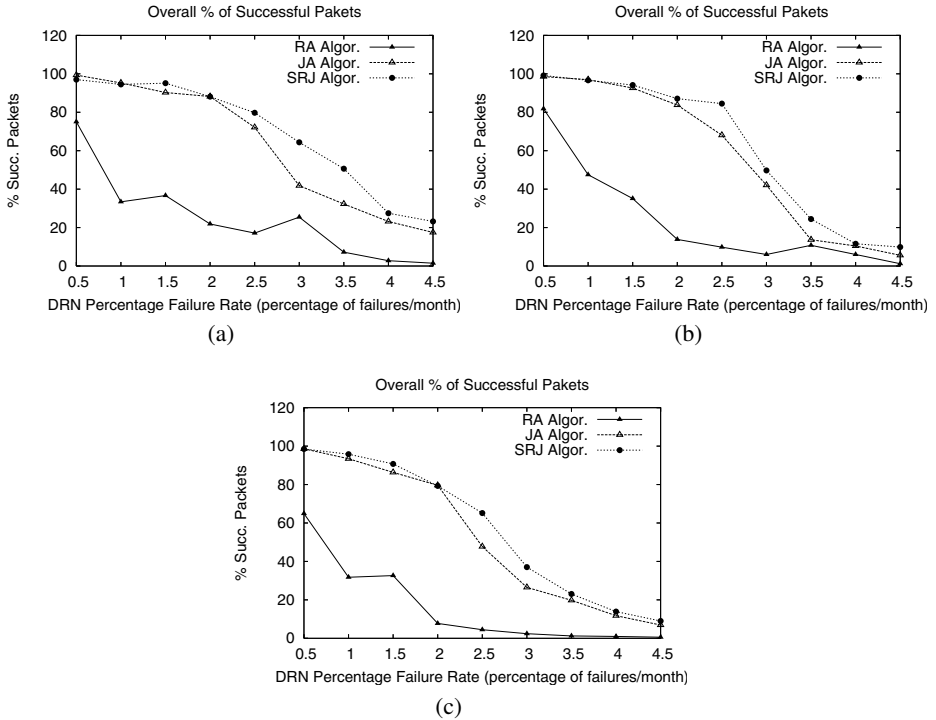 Overall % of Successful Pakets
120
100
80
60
40
20
0
% Succ. Packets
RA Algor.
JA Algor.
SRJ Algor.
0.5 1 1.5 2 2.5 3 3.5 4 4.5
DRN Percentage Failure Rate (percentage of failures/month)
(a)
Overall % of Successful Pakets
120
100
80
60
40
20
0
% Succ. Packets
RA Algor.
JA Algor.
SRJ Algor.
0.5 1 1.5 2 2.5 3 3.5 4 4.5
DRN Percentage Failure Rate (percentage of failures/month)
(b)
Overall % of Successful Pakets
120
100
80
60
40
20
0
% Succ. Packets
RA Algor.
JA Algor.
SRJ Algor.
0.5 1 1.5 2 2.5 3 3.5 4 4.5
DRN Percentage Failure Rate (percentage of failures/month)
(c)